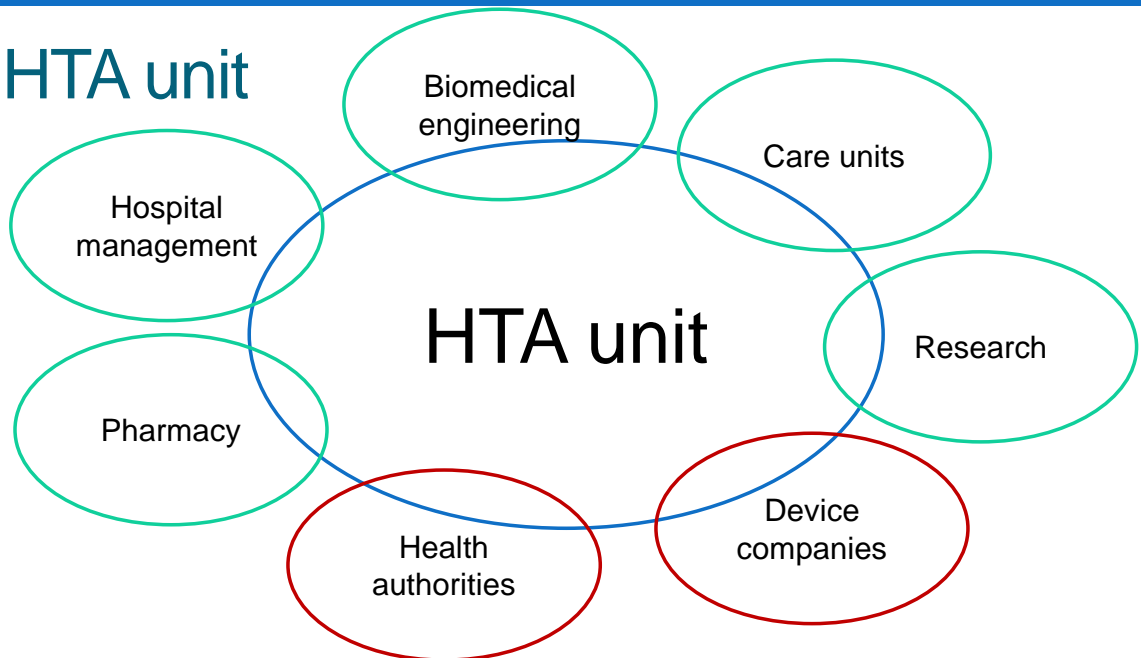 HTA unit
Biomedical
engineering
Care units
Hospital
management
HTA unit
Research
Pharmacy
Device
companies
Health
authorities